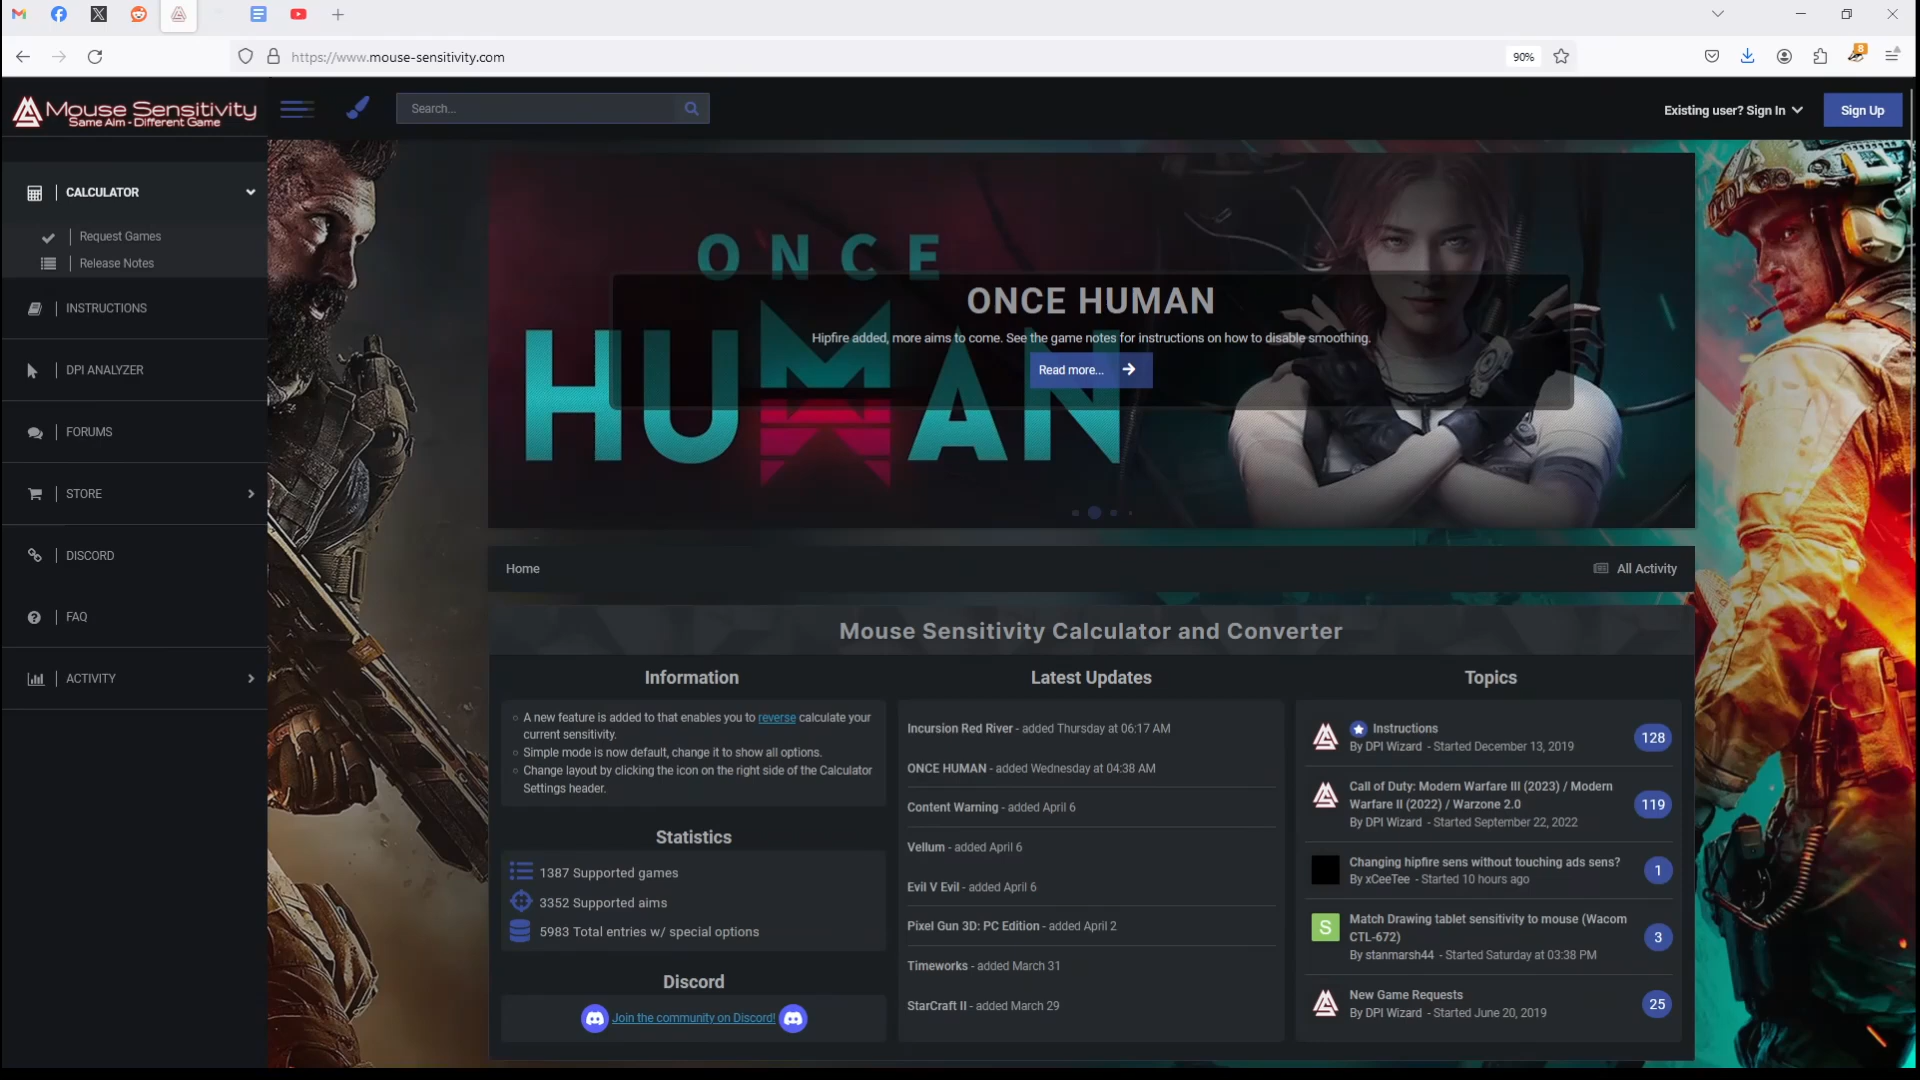 https://www.mouse-sensitivity.com
90%
8
Mouse Sensitivity
Same Aim - Different Game
Search...
Existing user? Sign In
Sign Up
CALCULATOR
Request Games
Release Notes
INSTRUCTIONS
DPI ANALYZER
FORUMS
STORE
DISCORD
FAQ
ACTIVITY
ONCE
HUMAN
ONCE HUMAN
Hipfire added, more aims to come. See the game notes for instructions on how to disable smoothing.
Read more...
Home
All Activity
Mouse Sensitivity Calculator and Converter
Information
A new feature is added to that enables you to reverse calculate your
current sensitivity.
Simple mode is now default, change it to show all options.
Change layout by clicking the icon on the right side of the Calculator
Settings header.
Statistics
1387 Supported games
3352 Supported aims
5983 Total entries w/ special options
Discord
Join the community on Discord!
Latest Updates
Incursion Red River - added Thursday at 06:17 AM
ONCE HUMAN - added Wednesday at 04:38 AM
Content Warning - added April 6
Vellum - added April 6
Evil V Evil - added April 6
Pixel Gun 3D: PC Edition - added April 2
Timeworks - added March 31
StarCraft II - added March 29
Topics
Instructions
By DPI Wizard - Started December 13, 2019
128
Call of Duty: Modern Warfare III (2023) / Modern
Warfare II (2022) / Warzone 2.0
By DPI Wizard - Started September 22, 2022
119
Changing hipfire sens without touching ads sens?
By xCeeTee - Started 10 hours ago
1
S
Match Drawing tablet sensitivity to mouse (Wacom
CTL-672)
By stanmarsh44 - Started Saturday at 03:38 PM
3
New Game Requests
By DPI Wizard - Started June 20, 2019
25